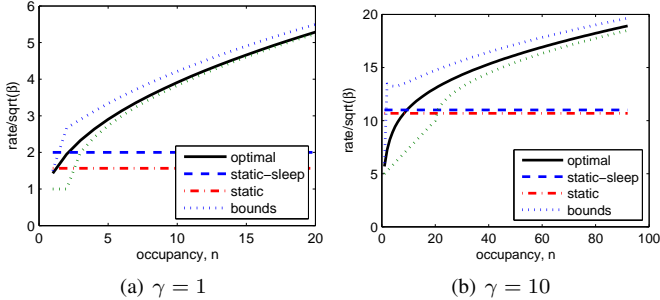 6
5
4
3
2
1
0
0 5 10 15 20
rate/sqrt(β)
occupancy, n
optimal
static-sleep
static
bounds
(a) γ = 1
20
15
10
5
0
0 20 40 60 80 100
rate/sqrt(β)
occupancy, n
optimal
static-sleep
static
bounds
(b) γ = 10